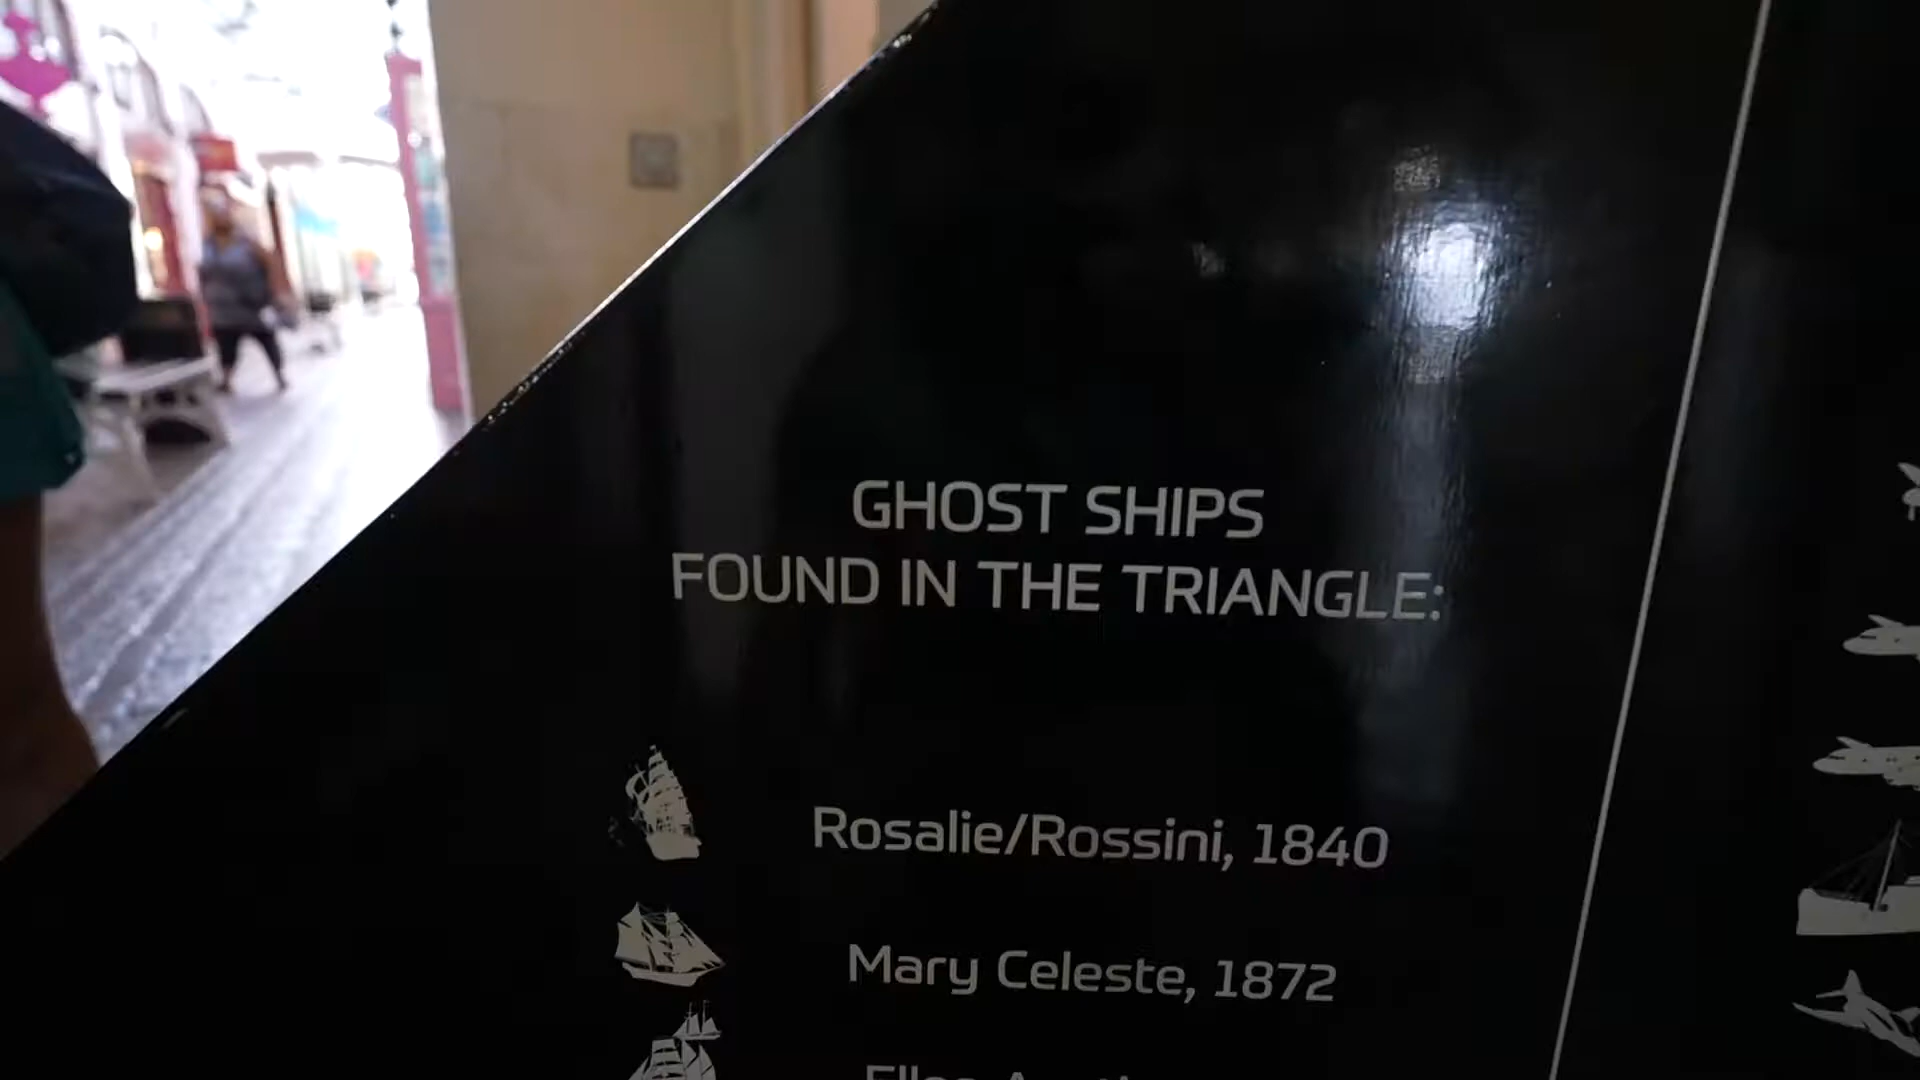 GHOST SHIPS
FOUND IN THE TRIANGLE:
Rosalie/Rossini, 1840
Mary Celeste, 1872